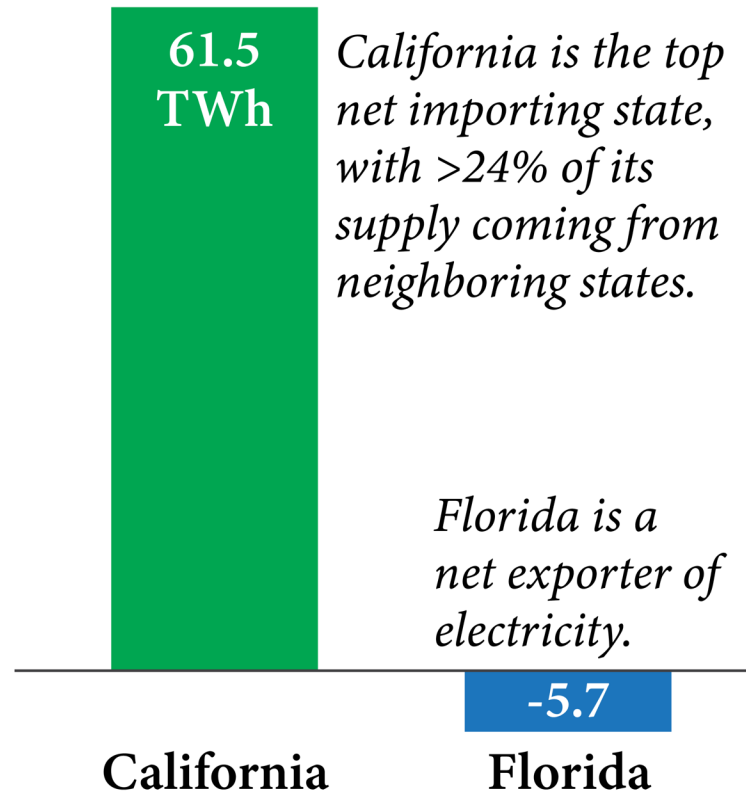 61.5
TWh
California is the top
net importing state,
with >24% of its
supply coming from
neighboring states.
Florida is a
net exporter of
electricity.
-5.7
California
Florida